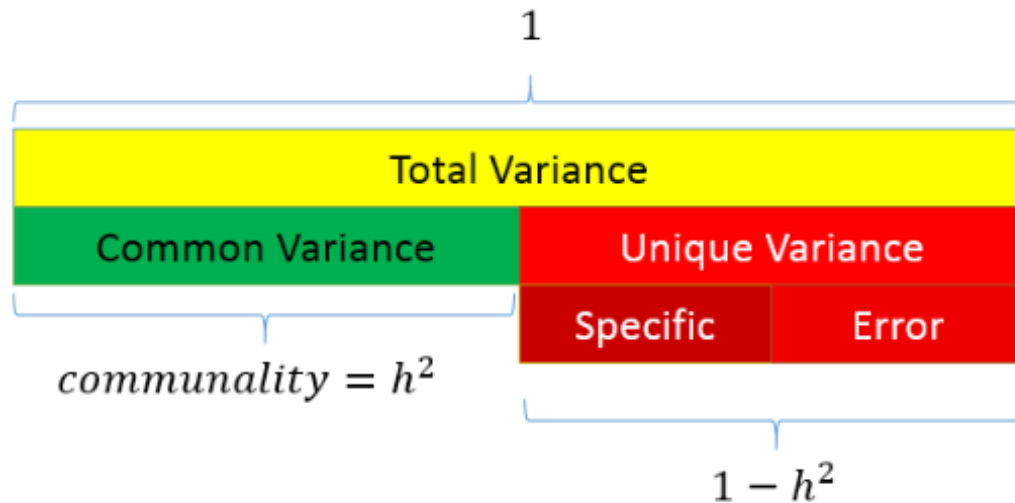 1
Total Variance
Common Variance Unique Variance
Specific Error
communality = h²
1 − h²